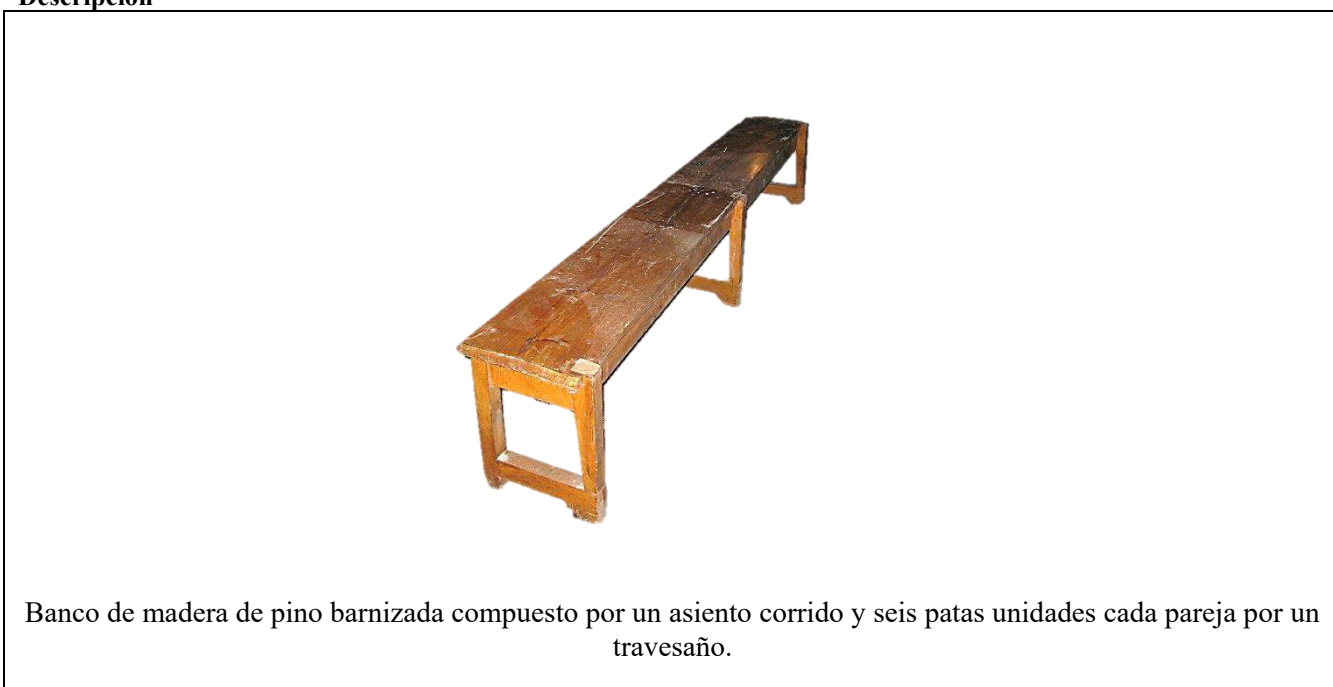 Descripción
Banco de madera de pino barnizada compuesto por un asiento corrido y seis patas unidades cada pareja por un
travesaño.